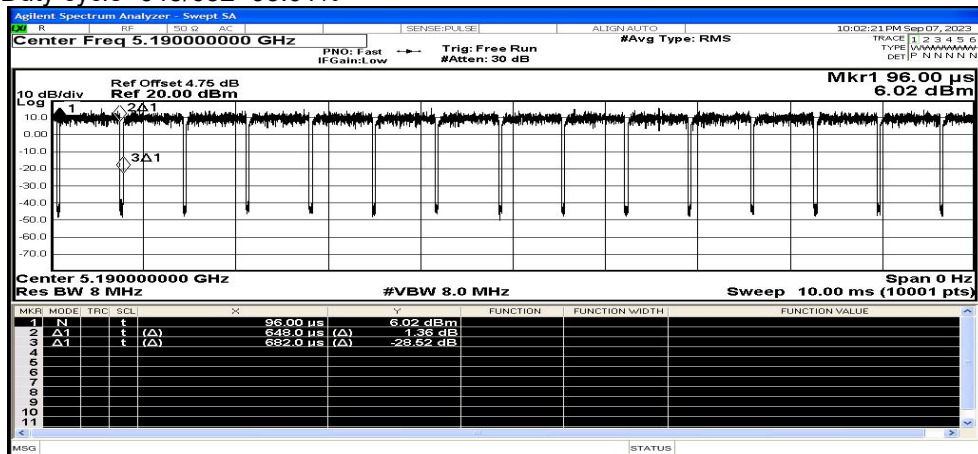 Agilent Spectrum Analyzer - Swept SA
LXI R RF 50 Ω AC SENSE:PULSE ALIGN AUTO 10:02:21 PM Sep 07, 2023
Center Freq 5.190000000 GHz #Avg Type: RMS TRACE 1 2 3 4 5 6
PNO: Fast Trig: Free Run TYPE
IFGain:Low #Atten: 30 dB DET P N N N N N
Mkr1 96.00 µs
Ref Offset 4.75 dB
10 dB/div Ref 20.00 dBm 6.02 dBm
Log
1 2Δ1
10.0
0.00
-10.0
3Δ1
-20.0
-30.0
-40.0
-50.0
-60.0
-70.0
Center 5.190000000 GHz Span 0 Hz
Res BW 8 MHz #VBW 8.0 MHz Sweep 10.00 ms (10001 pts)
MKR MODE TRC SCL X Y FUNCTION FUNCTION WIDTH FUNCTION VALUE
1 N t 96.00 µs 6.02 dBm
2 Δ1 t (Δ) 648.0 µs (Δ) 1.36 dB
3 Δ1 t (Δ) 682.0 µs (Δ) -28.52 dB
4
5
6
7
8
9
10
11
MSG STATUS